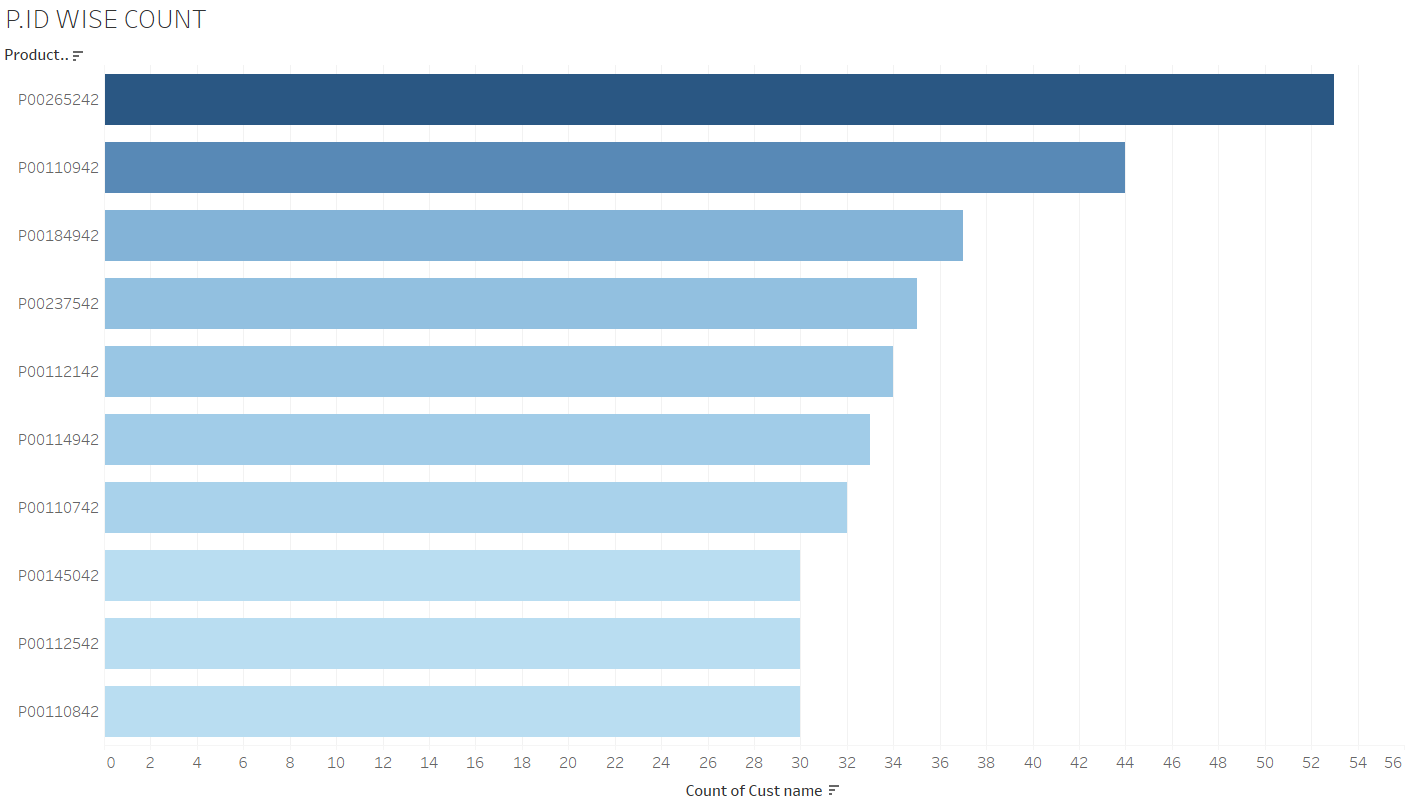 P.ID WISE COUNT
Product..
P00265242
P00110942
P00184942
P00237542
P00112142
P00114942
P00110742
P00145042
P00112542
P00110842
0 2 4 6 8 10 12 14 16 18 20 22 24 26 28 30 32 34 36 38 40 42 44 46 48 50 52 54 56
Count of Cust name